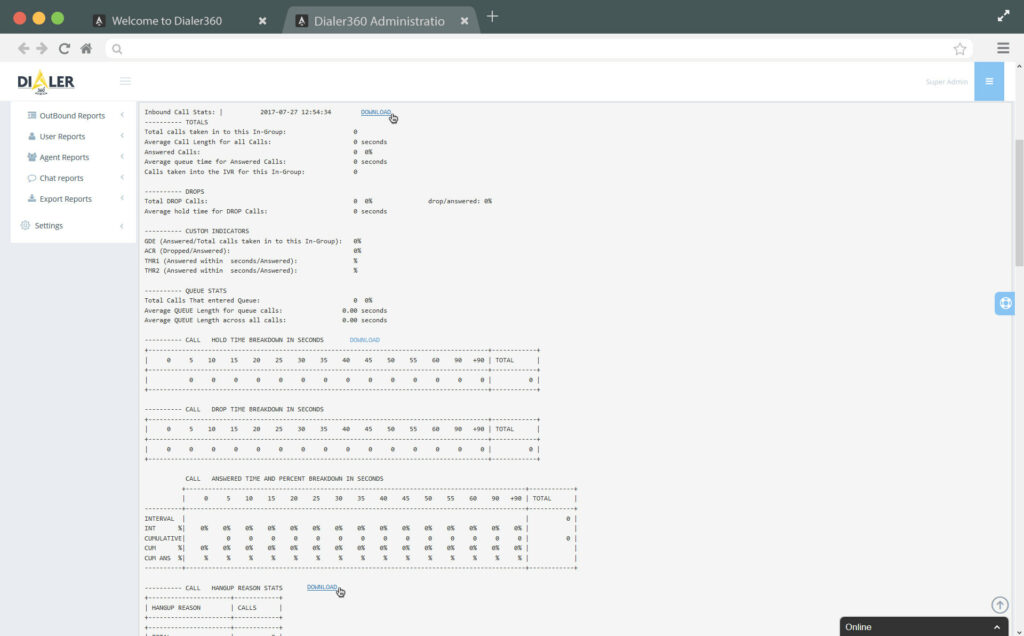 Welcome to Dialer360
Dialer360 Administratio
DIALER
360
Super Admin
OutBound Reports
User Reports
Agent Reports
Chat reports
Export Reports
Settings
Inbound Call Stats: | 2017-07-27 12:54:34 DOWNLOAD
---------- TOTALS
Total calls taken in to this In-Group: 0
Average Call Length for all Calls: 0 seconds
Answered Calls: 0 0%
Average queue time for Answered Calls: 0 seconds
Calls taken into the IVR for this In-Group: 0
---------- DROPS
Total DROP Calls: 0 0% drop/answered: 0%
Average hold time for DROP Calls: 0 seconds
---------- CUSTOM INDICATORS
GDE (Answered/Total calls taken in to this In-Group): 0%
ACR (Dropped/Answered): 0%
TMR1 (Answered within seconds/Answered): %
TMR2 (Answered within seconds/Answered): %
---------- QUEUE STATS
Total Calls That entered Queue: 0 0%
Average QUEUE Length for queue calls: 0.00 seconds
Average QUEUE Length across all calls: 0.00 seconds
---------- CALL HOLD TIME BREAKDOWN IN SECONDS DOWNLOAD
| 0 5 10 15 20 25 30 35 40 45 50 55 60 90 +90 | TOTAL |
| 0 0 0 0 0 0 0 0 0 0 0 0 0 0 | 0 |
---------- CALL DROP TIME BREAKDOWN IN SECONDS
| 0 5 10 15 20 25 30 35 40 45 50 55 60 90 +90 | TOTAL |
| 0 0 0 0 0 0 0 0 0 0 0 0 0 0 0 | 0 |
CALL ANSWERED TIME AND PERCENT BREAKDOWN IN SECONDS
| 0 5 10 15 20 25 30 35 40 45 50 55 60 90 +90 | TOTAL |
INTERVAL | | 0 |
INT %| 0% 0% 0% 0% 0% 0% 0% 0% 0% 0% 0% 0% 0% 0% 0% | |
CUMULATIVE| 0 0 0 0 0 0 0 0 0 0 0 0 0 0 | 0 |
CUM %| 0% 0% 0% 0% 0% 0% 0% 0% 0% 0% 0% 0% 0% 0% 0% | |
CUM ANS %| % % % % % % % % % % % % % % % | |
---------- CALL HANGUP REASON STATS DOWNLOAD
| HANGUP REASON | CALLS |
Online